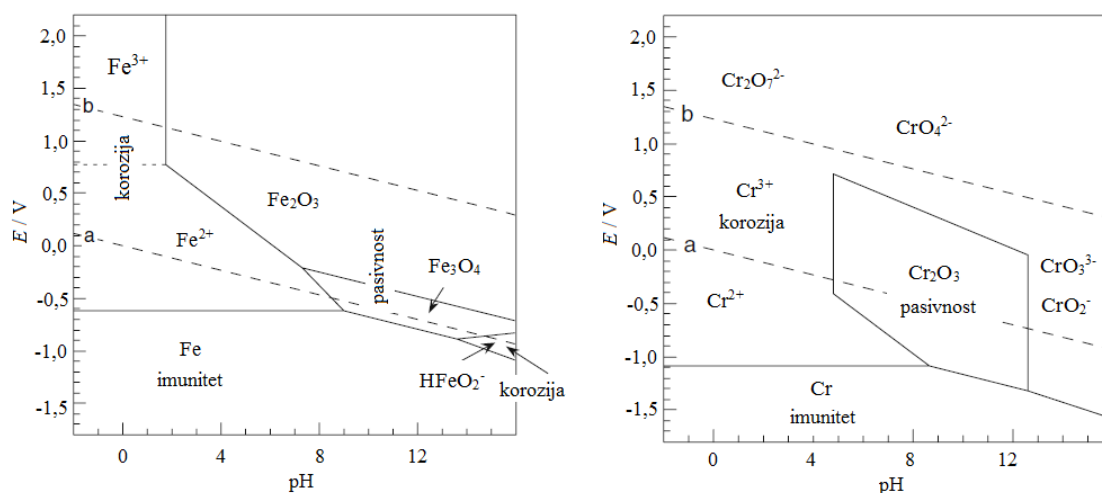 2,0
1,5
1,0
0,5
0,0
-0,5
-1,0
-1,5
E / V
0
4
8
12
pH
Fe³⁺
b
korozija
Fe₂O₃
a
Fe²⁺
pasivnost
Fe₃O₄
Fe
imunitet
HFeO₂⁻
korozija
2,0
1,5
1,0
0,5
0,0
-0,5
-1,0
-1,5
E / V
0
4
8
12
pH
Cr₂O₇²⁻
b
CrO₄²⁻
Cr³⁺
korozija
a
Cr₂O₃
pasivnost
CrO₃³⁻
Cr²⁺
CrO₂⁻
Cr
imunitet